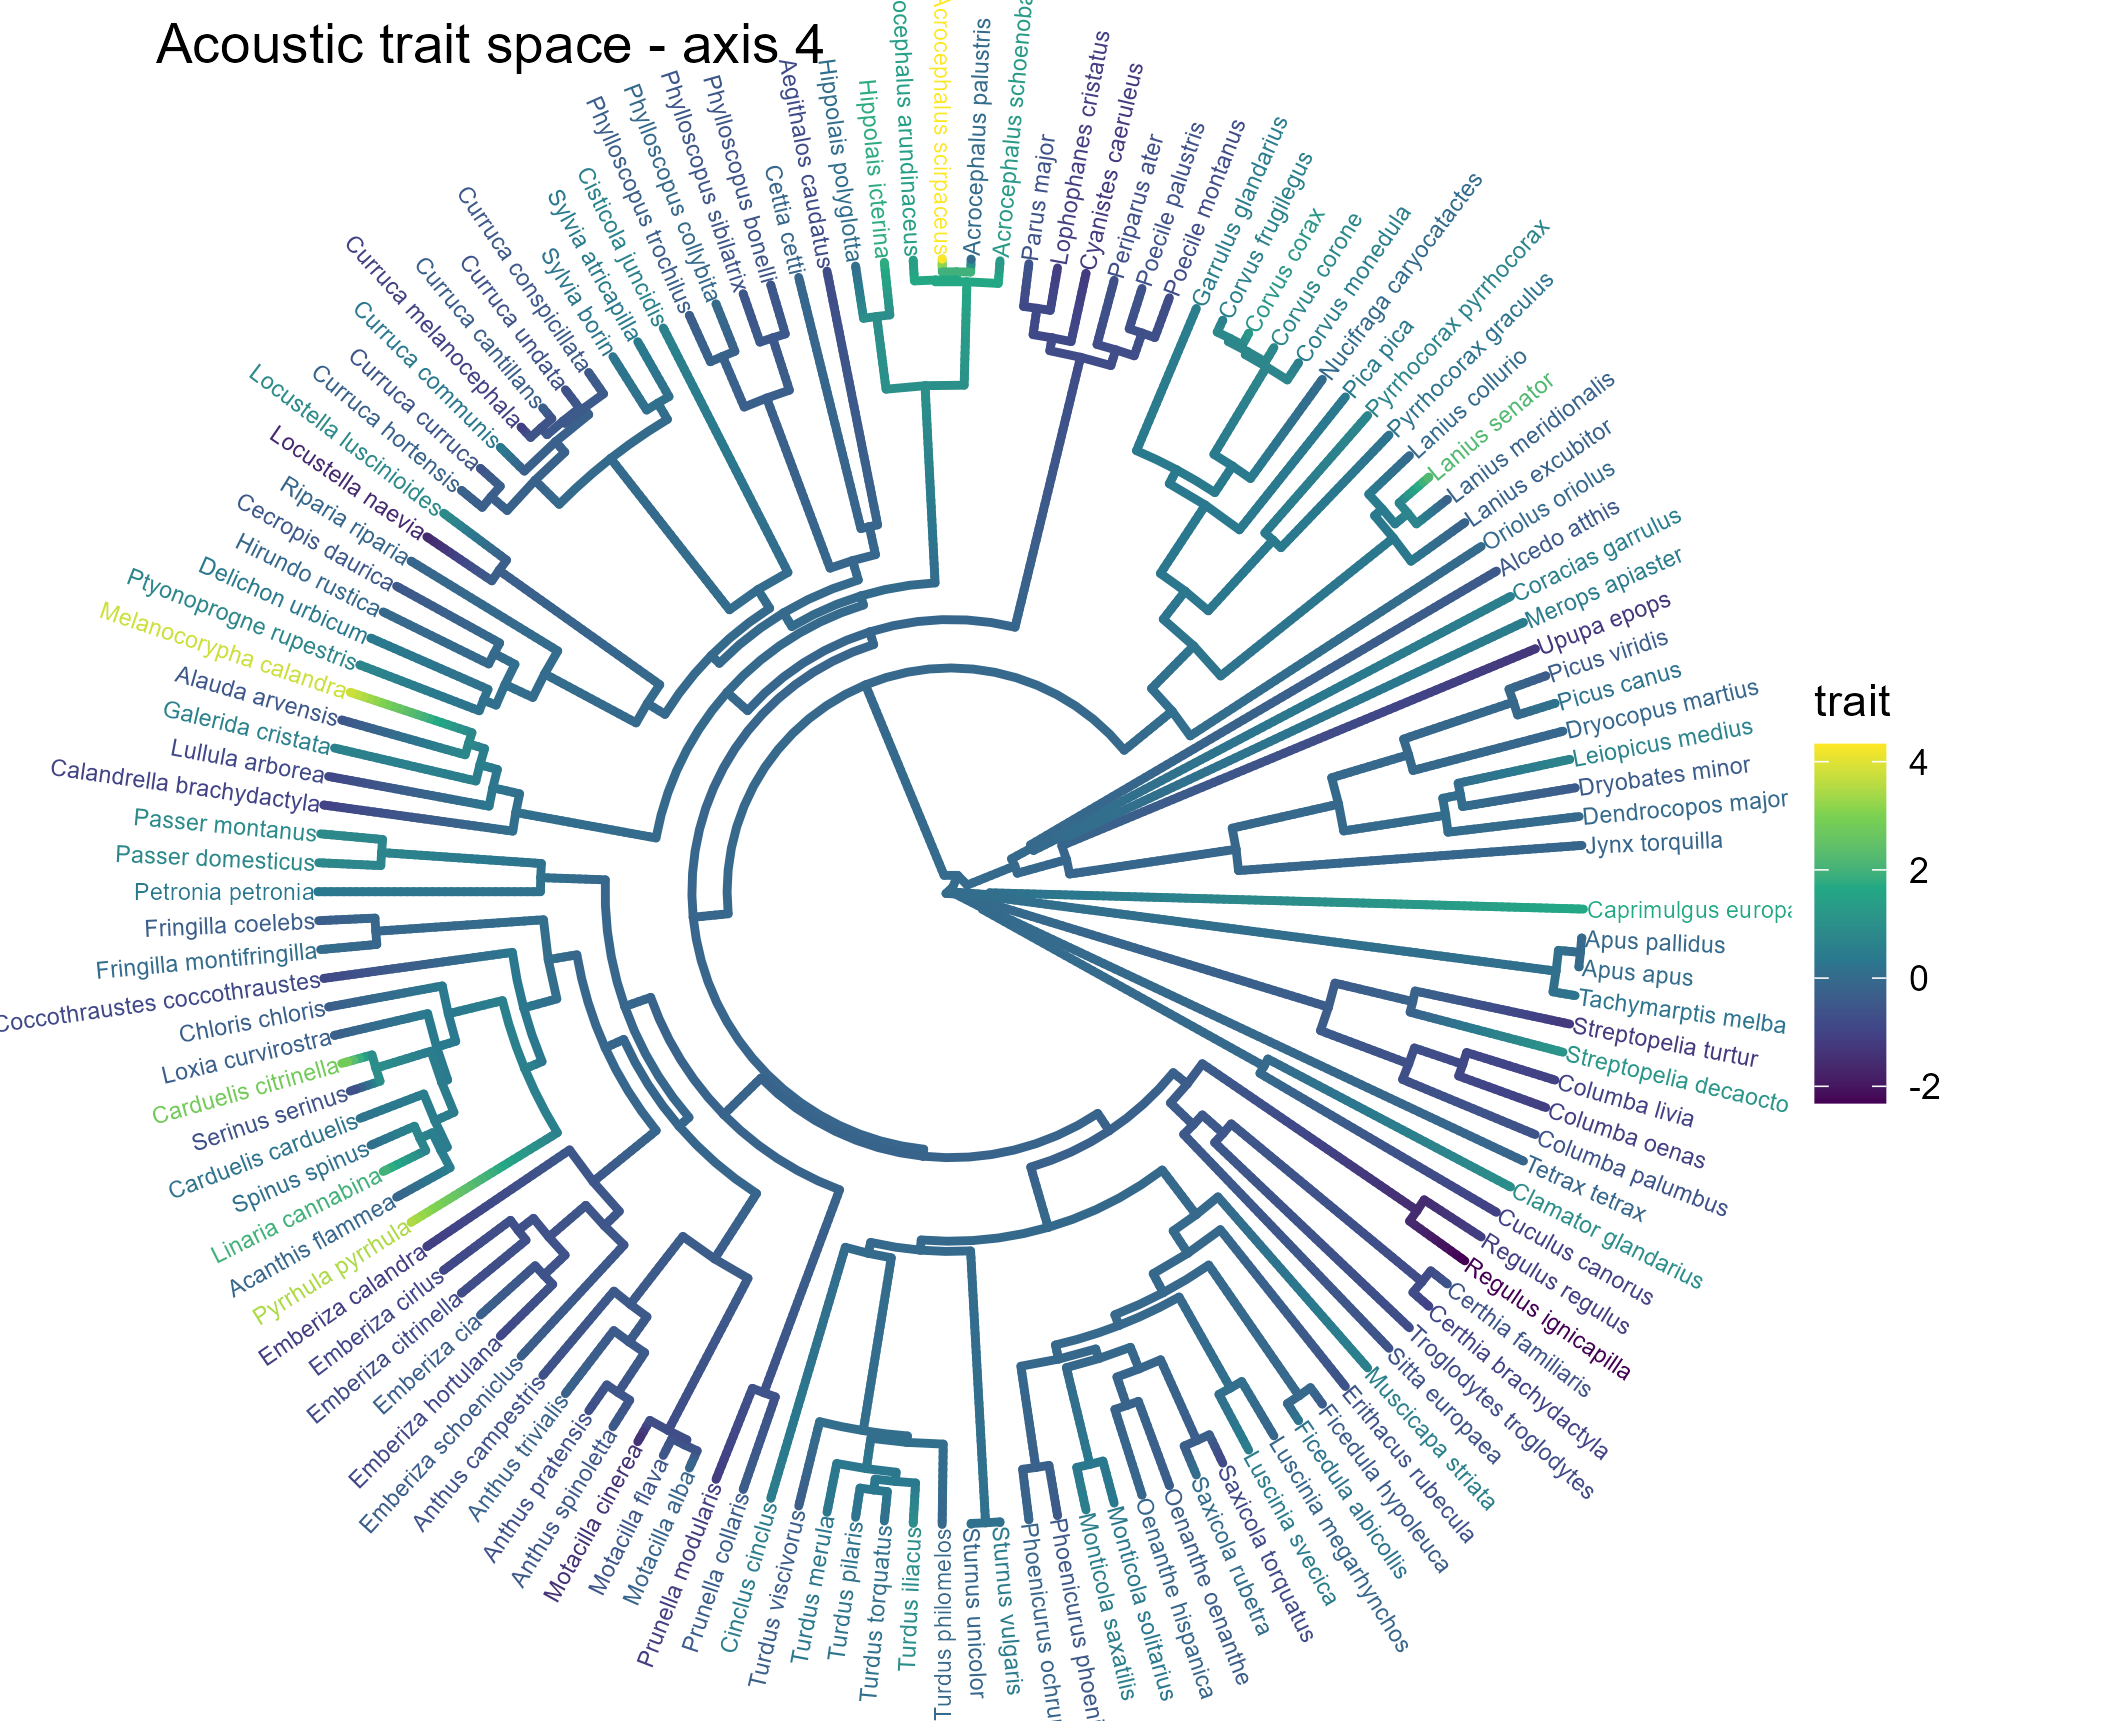 Acoustic trait space - axis 4
ocephalus arundinaceus
Acrocephalus scirpaceus
Acrocephalus palustris
Acrocephalus schoenoba
Parus major
Lophophanes cristatus
Cyanistes caeruleus
Periparus ater
Poecile palustris
Poecile montanus
Garrulus glandarius
Corvus frugilegus
Corvus corax
Corvus corone
Corvus monedula
Nucifraga caryocatactes
Pica pica
Pyrrhocorax pyrrhocorax
Pyrrhocorax graculus
Lanius collurio
Lanius senator
Lanius meridionalis
Lanius excubitor
Oriolus oriolus
Alcedo atthis
Coracias garrulus
Merops apiaster
Upupa epops
Picus viridis
Picus canus
Dryocopus martius
Leiopicus medius
Dryobates minor
Dendrocopos major
Jynx torquilla
Caprimulgus europa
Apus pallidus
Apus apus
Tachymarptis melba
Streptopelia turtur
Streptopelia decaocto
Columba livia
Columba oenas
Columba palumbus
Tetrax tetrax
Clamator glandarius
Cuculus canorus
Regulus regulus
Regulus ignicapilla
Certhia familiaris
Certhia brachydactyla
Troglodytes troglodytes
Sitta europaea
Muscicapa striata
Erithacus rubecula
Ficedula hypoleuca
Ficedula albicollis
Luscinia megarhynchos
Luscinia svecica
Saxicola torquatus
Saxicola rubetra
Oenanthe oenanthe
Oenanthe hispanica
Monticola solitarius
Monticola saxatilis
Phoenicurus phoeni
Phoenicurus ochru
Sturnus vulgaris
Sturnus unicolor
Turdus philomelos
Turdus iliacus
Turdus torquatus
Turdus pilaris
Turdus merula
Turdus viscivorus
Cinclus cinclus
Prunella collaris
Prunella modularis
Motacilla alba
Motacilla flava
Motacilla cinerea
Anthus spinoletta
Anthus pratensis
Anthus trivialis
Anthus campestris
Emberiza schoeniclus
Emberiza hortulana
Emberiza cia
Emberiza citrinella
Emberiza cirlus
Emberiza calandra
Pyrrhula pyrrhula
Acanthis flammea
Linaria cannabina
Spinus spinus
Carduelis carduelis
Serinus serinus
Carduelis citrinella
Loxia curvirostra
Chloris chloris
Coccothraustes coccothraustes
Fringilla montifringilla
Fringilla coelebs
Petronia petronia
Passer domesticus
Passer montanus
Calandrella brachydactyla
Lullula arborea
Galerida cristata
Alauda arvensis
Melanocorypha calandra
Ptyonoprogne rupestris
Delichon urbicum
Hirundo rustica
Cecropis daurica
Riparia riparia
Locustella naevia
Locustella luscinioides
Curruca hortensis
Curruca curruca
Curruca communis
Curruca melanocephala
Curruca cantillans
Curruca undata
Curruca conspicillata
Sylvia borin
Sylvia atricapilla
Cisticola juncidis
Phylloscopus trochilus
Phylloscopus collybita
Phylloscopus sibilatrix
Phylloscopus bonelli
Cettia cetti
Aegithalos caudatus
Hippolais polyglotta
Hippolais icterina
trait
4
2
0
-2